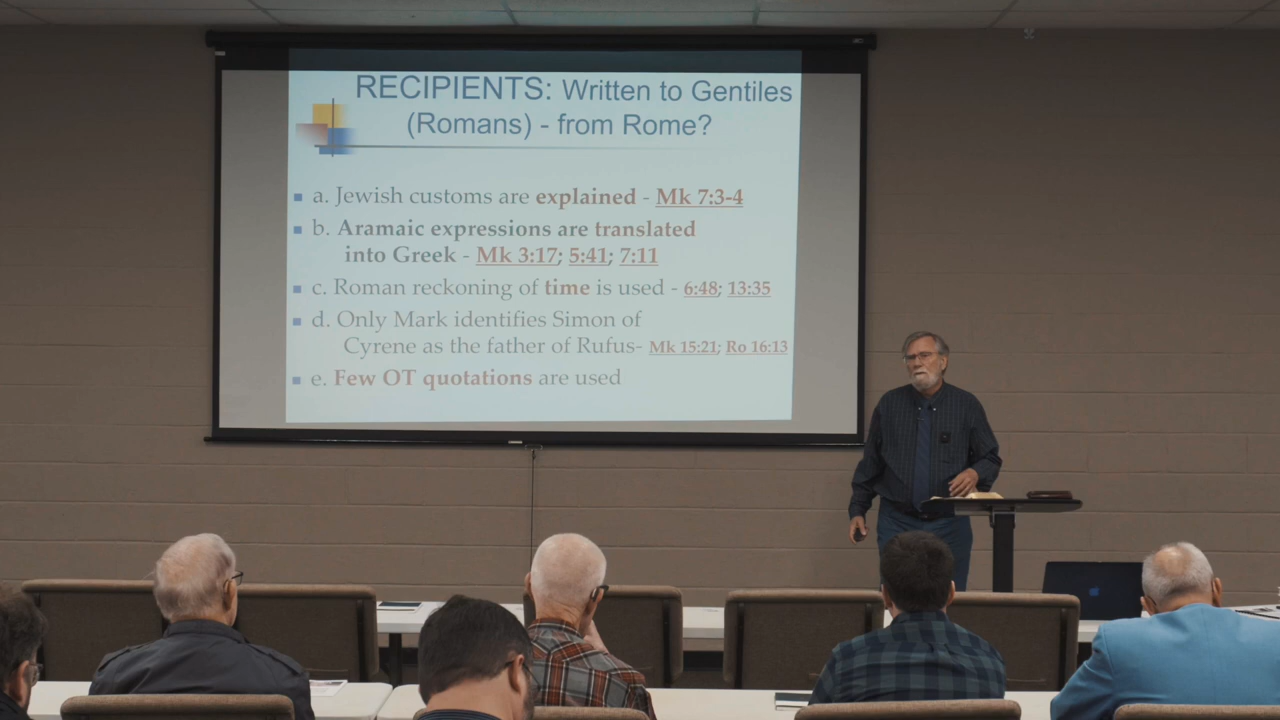 RECIPIENTS: Written to Gentiles
(Romans) - from Rome?
a. Jewish customs are explained - Mk 7:3-4
b. Aramaic expressions are translated
into Greek - Mk 3:17; 5:41; 7:11
c. Roman reckoning of time is used - 6:48; 13:35
d. Only Mark identifies Simon of
Cyrene as the father of Rufus- Mk 15:21; Ro 16:13
e. Few OT quotations are used